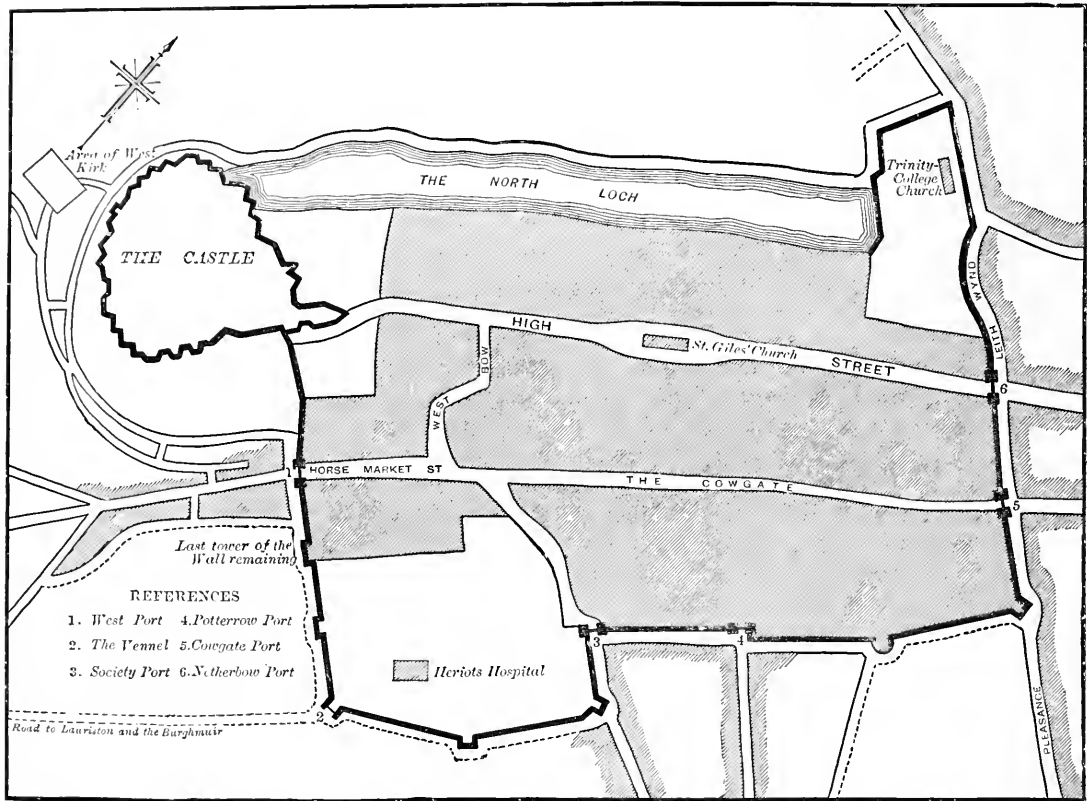 Area of West
Kirk
THE CASTLE
THE NORTH LOCH
Trinity-
College
Church
HIGH STREET
St. Giles' Church
LEITH WYND
WEST BOW
6
1
HORSE MARKET ST
THE COWGATE
5
Last tower of the
Wall remaining
REFERENCES
1. West Port 4. Potterrow Port
2. The Vennel 5. Cowgate Port
3. Society Port 6. Netherbow Port
3
4
Heriots Hospital
2
Road to Lauriston and the Burghmuir
PLEASANCE